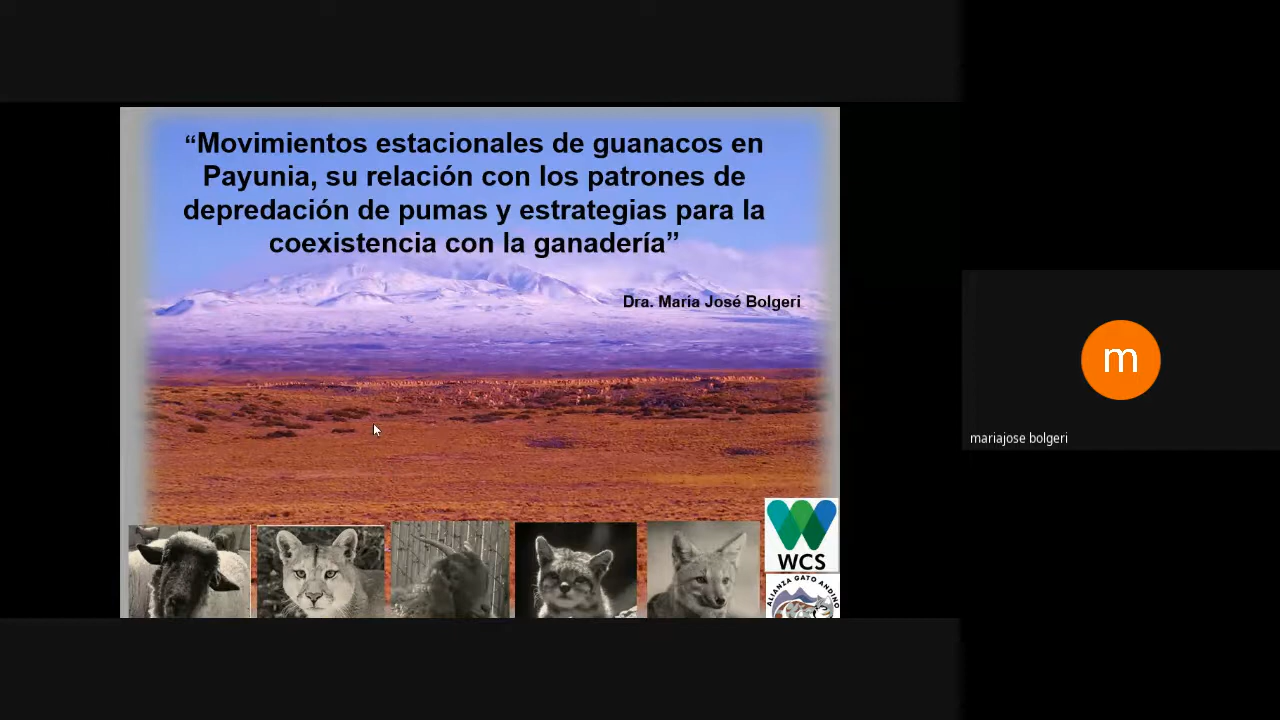 “Movimientos estacionales de guanacos en
Payunia, su relación con los patrones de
depredación de pumas y estrategias para la
coexistencia con la ganadería”
Dra. María José Bolgeri
m
mariajose bolgeri
WCS
ALIANZA GATO ANDINO